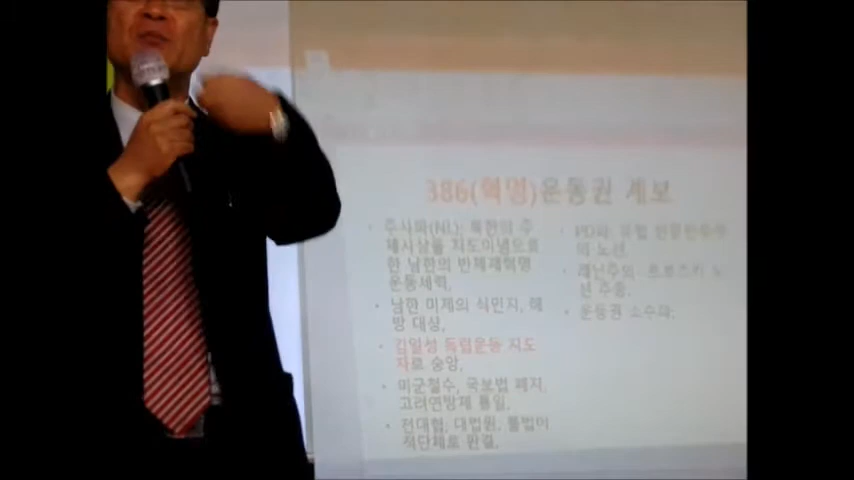 386(혁명)운동권 계보
• 주사파(NL): 북한의 주
체사상을 지도이념으로
한 남한의 반체제혁명
운동세력,
• 남한 미제의 식민지, 해
방 대상,
• 김일성 독립운동 지도
자로 숭앙,
• 미군철수, 국보법 폐지,
고려연방제 통일,
• 전대협, 대법원, 불법이
적단체로 판결,
• PD파: 유럽
의 노선,
• 레닌주의, 트로츠키 노
선 추종,
• 운동권 소수파,